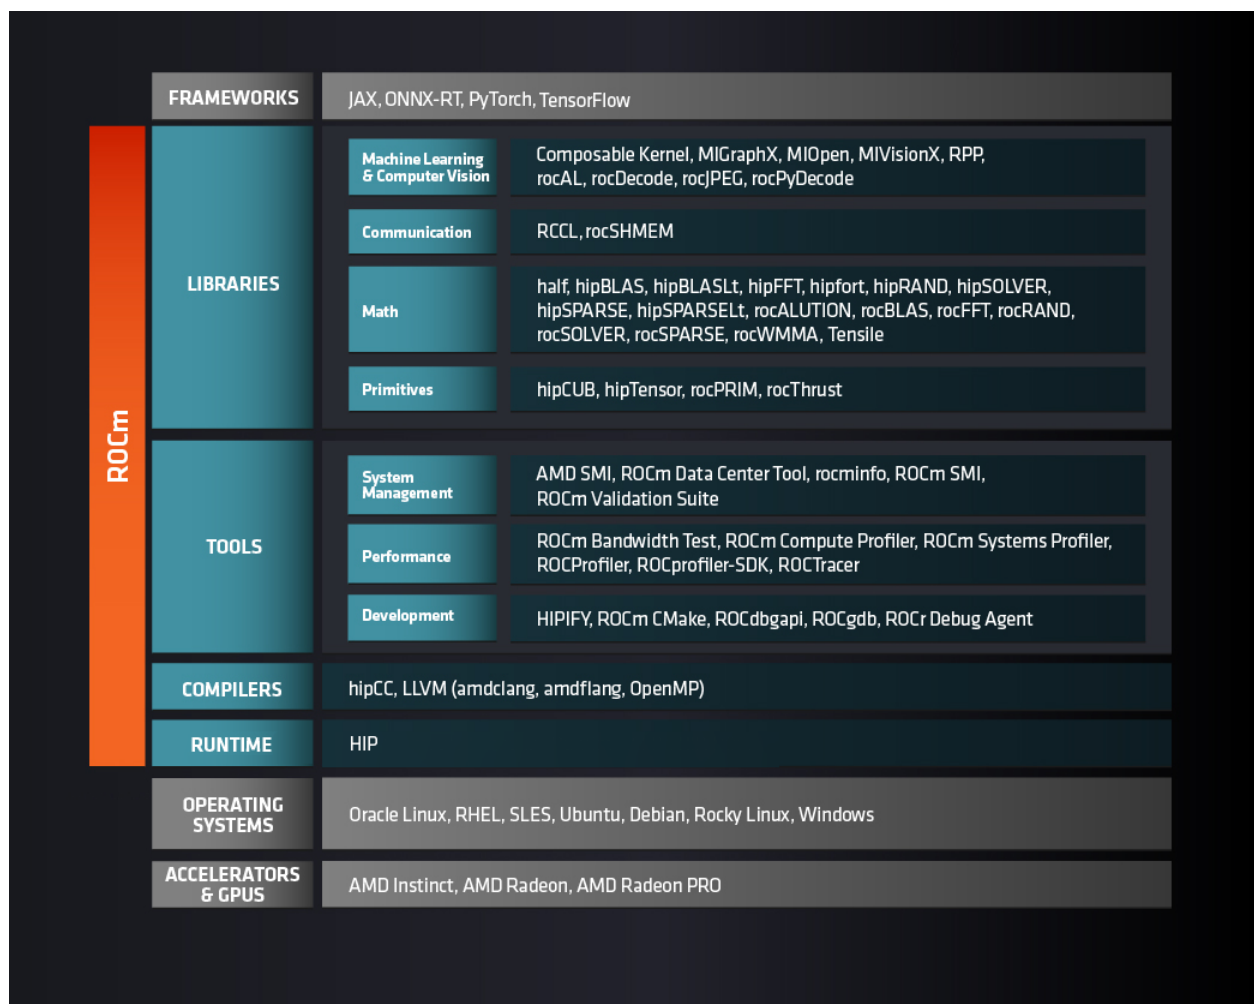 FRAMEWORKS
JAX, ONNX-RT, PyTorch, TensorFlow
ROCm
LIBRARIES
Machine Learning
& Computer Vision
Composable Kernel, MIGraphX, MIOpen, MIVisionX, RPP,
rocAL, rocDecode, rocJPEG, rocPyDecode
Communication
RCCL, rocSHMEM
Math
half, hipBLAS, hipBLASLt, hipFFT, hipfort, hipRAND, hipSOLVER,
hipSPARSE, hipSPARSELt, rocALUTION, rocBLAS, rocFFT, rocRAND,
rocSOLVER, rocSPARSE, rocWMMA, Tensile
Primitives
hipCUB, hipTensor, rocPRIM, rocThrust
TOOLS
System
Management
AMD SMI, ROCm Data Center Tool, rocminfo, ROCm SMI,
ROCm Validation Suite
Performance
ROCm Bandwidth Test, ROCm Compute Profiler, ROCm Systems Profiler,
ROCProfiler, ROCprofiler-SDK, ROCTracer
Development
HIPIFY, ROCm CMake, ROCdbgapi, ROCgdb, ROCr Debug Agent
COMPILERS
hipCC, LLVM (amdclang, amdflang, OpenMP)
RUNTIME
HIP
OPERATING
SYSTEMS
Oracle Linux, RHEL, SLES, Ubuntu, Debian, Rocky Linux, Windows
ACCELERATORS
& GPUS
AMD Instinct, AMD Radeon, AMD Radeon PRO